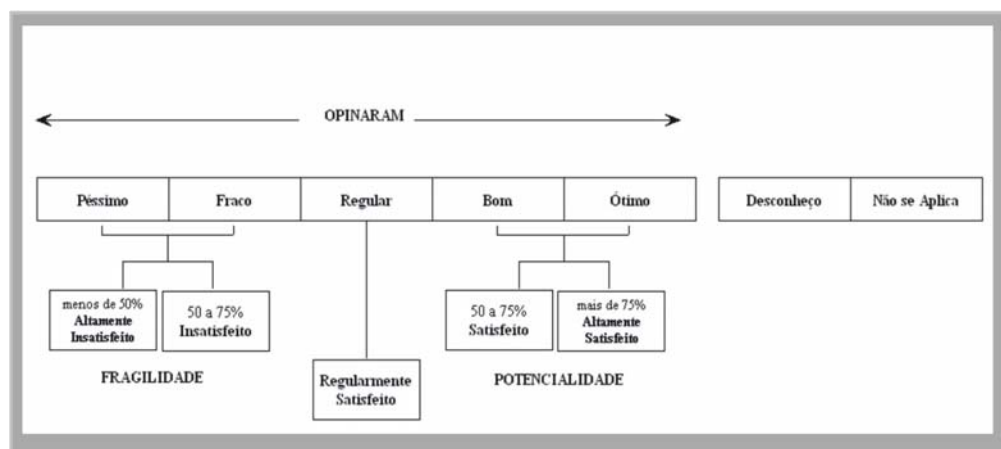 OPINARAM
Péssimo Fraco Regular Bom Ótimo Desconheço Não se Aplica
menos de 50%
Altamente
Insatisfeito
50 a 75%
Insatisfeito
50 a 75%
Satisfeito
mais de 75%
Altamente
Satisfeito
FRAGILIDADE
Regularmente
Satisfeito
POTENCIALIDADE